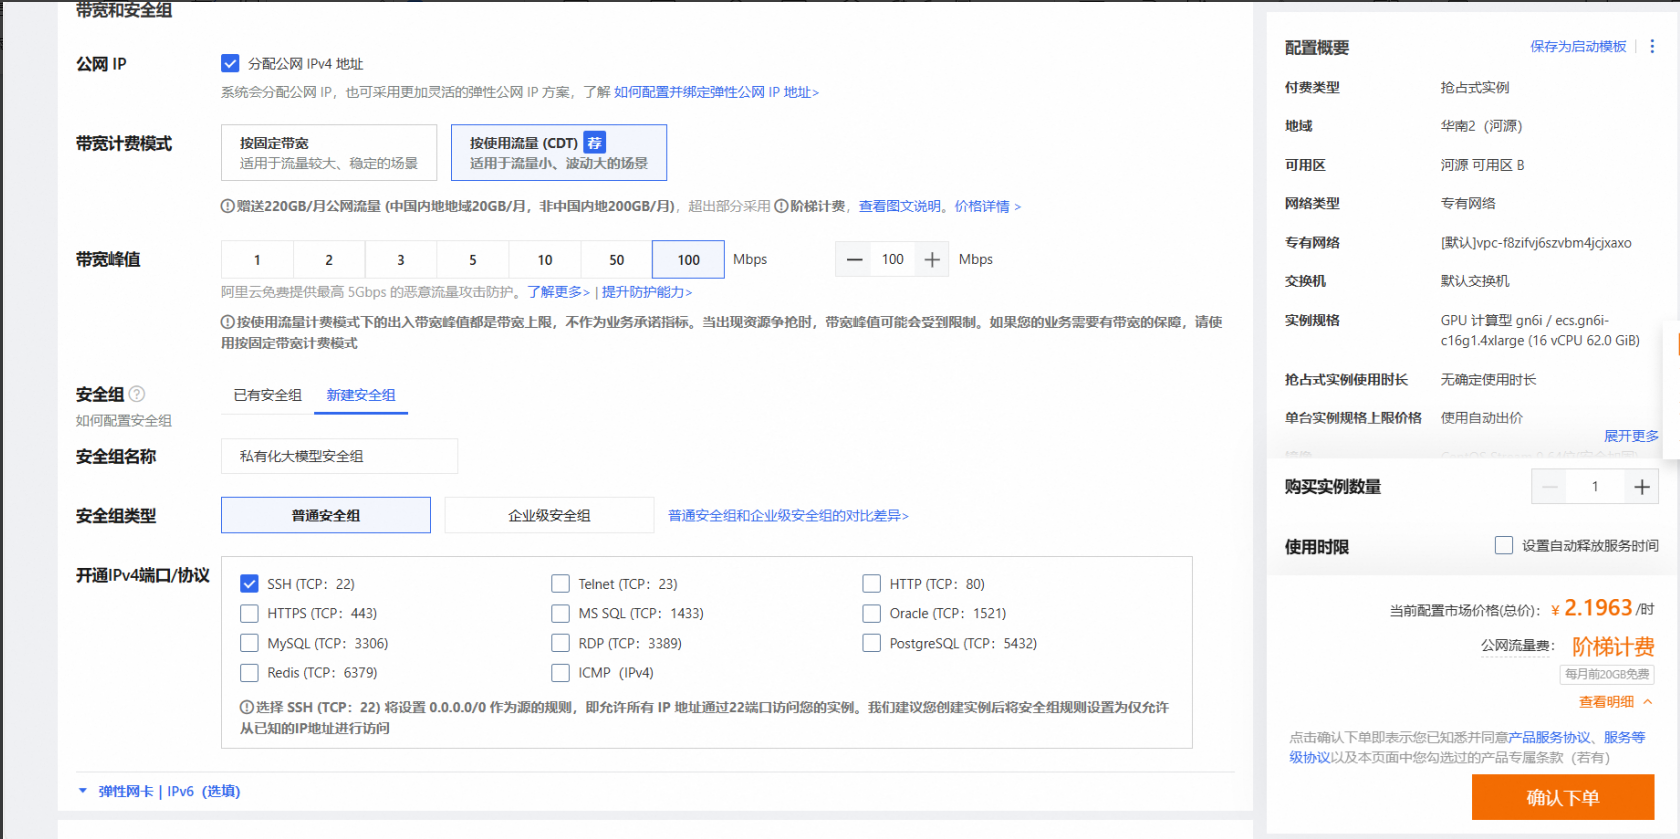 带宽和安全组
公网 IP
分配公网 IPv4 地址
系统会分配公网 IP，也可采用更加灵活的弹性公网 IP 方案，了解 如何配置并绑定弹性公网 IP 地址>
带宽计费模式
按固定带宽
适用于流量较大、稳定的场景
按使用流量 (CDT) 荐
适用于流量小、波动大的场景
赠送220GB/月公网流量 (中国内地地域20GB/月，非中国内地200GB/月)，超出部分采用 阶梯计费，查看图文说明。价格详情 >
带宽峰值
1 2 3 5 10 50 100 Mbps
100 Mbps
阿里云免费提供最高 5Gbps 的恶意流量攻击防护。了解更多> | 提升防护能力>
按使用流量计费模式下的出入带宽峰值都是带宽上限，不作为业务承诺指标。当出现资源争抢时，带宽峰值可能会受到限制。如果您的业务需要有带宽的保障，请使
用按固定带宽计费模式
安全组
已有安全组 新建安全组
如何配置安全组
安全组名称
私有化大模型安全组
安全组类型
普通安全组
企业级安全组
普通安全组和企业级安全组的对比差异>
开通IPv4端口/协议
SSH (TCP：22) Telnet (TCP：23) HTTP (TCP：80)
HTTPS (TCP：443) MS SQL (TCP：1433) Oracle (TCP：1521)
MySQL (TCP：3306) RDP (TCP：3389) PostgreSQL (TCP：5432)
Redis (TCP：6379) ICMP（IPv4)
选择 SSH (TCP：22) 将设置 0.0.0.0/0 作为源的规则，即允许所有 IP 地址通过22端口访问您的实例。我们建议您创建实例后将安全组规则设置为仅允许
从已知的IP地址进行访问
弹性网卡 | IPv6（选填）
配置概要
保存为启动模板
付费类型 抢占式实例
地域 华南2（河源）
可用区 河源 可用区 B
网络类型 专有网络
专有网络 [默认]vpc-f8zifvj6szvbm4jcjxaxo
交换机 默认交换机
实例规格 GPU 计算型 gn6i / ecs.gn6i-
c16g1.4xlarge (16 vCPU 62.0 GiB)
抢占式实例使用时长 无确定使用时长
单台实例规格上限价格 使用自动出价
展开更多
购买实例数量 1
使用时限
设置自动释放服务时间
当前配置市场价格(总价)：¥ 2.1963 /时
公网流量费：阶梯计费
每月前20GB免费
查看明细
点击确认下单即表示您已知悉并同意产品服务协议、服务等
级协议以及本页面中您勾选过的产品专属条款（若有）
确认下单